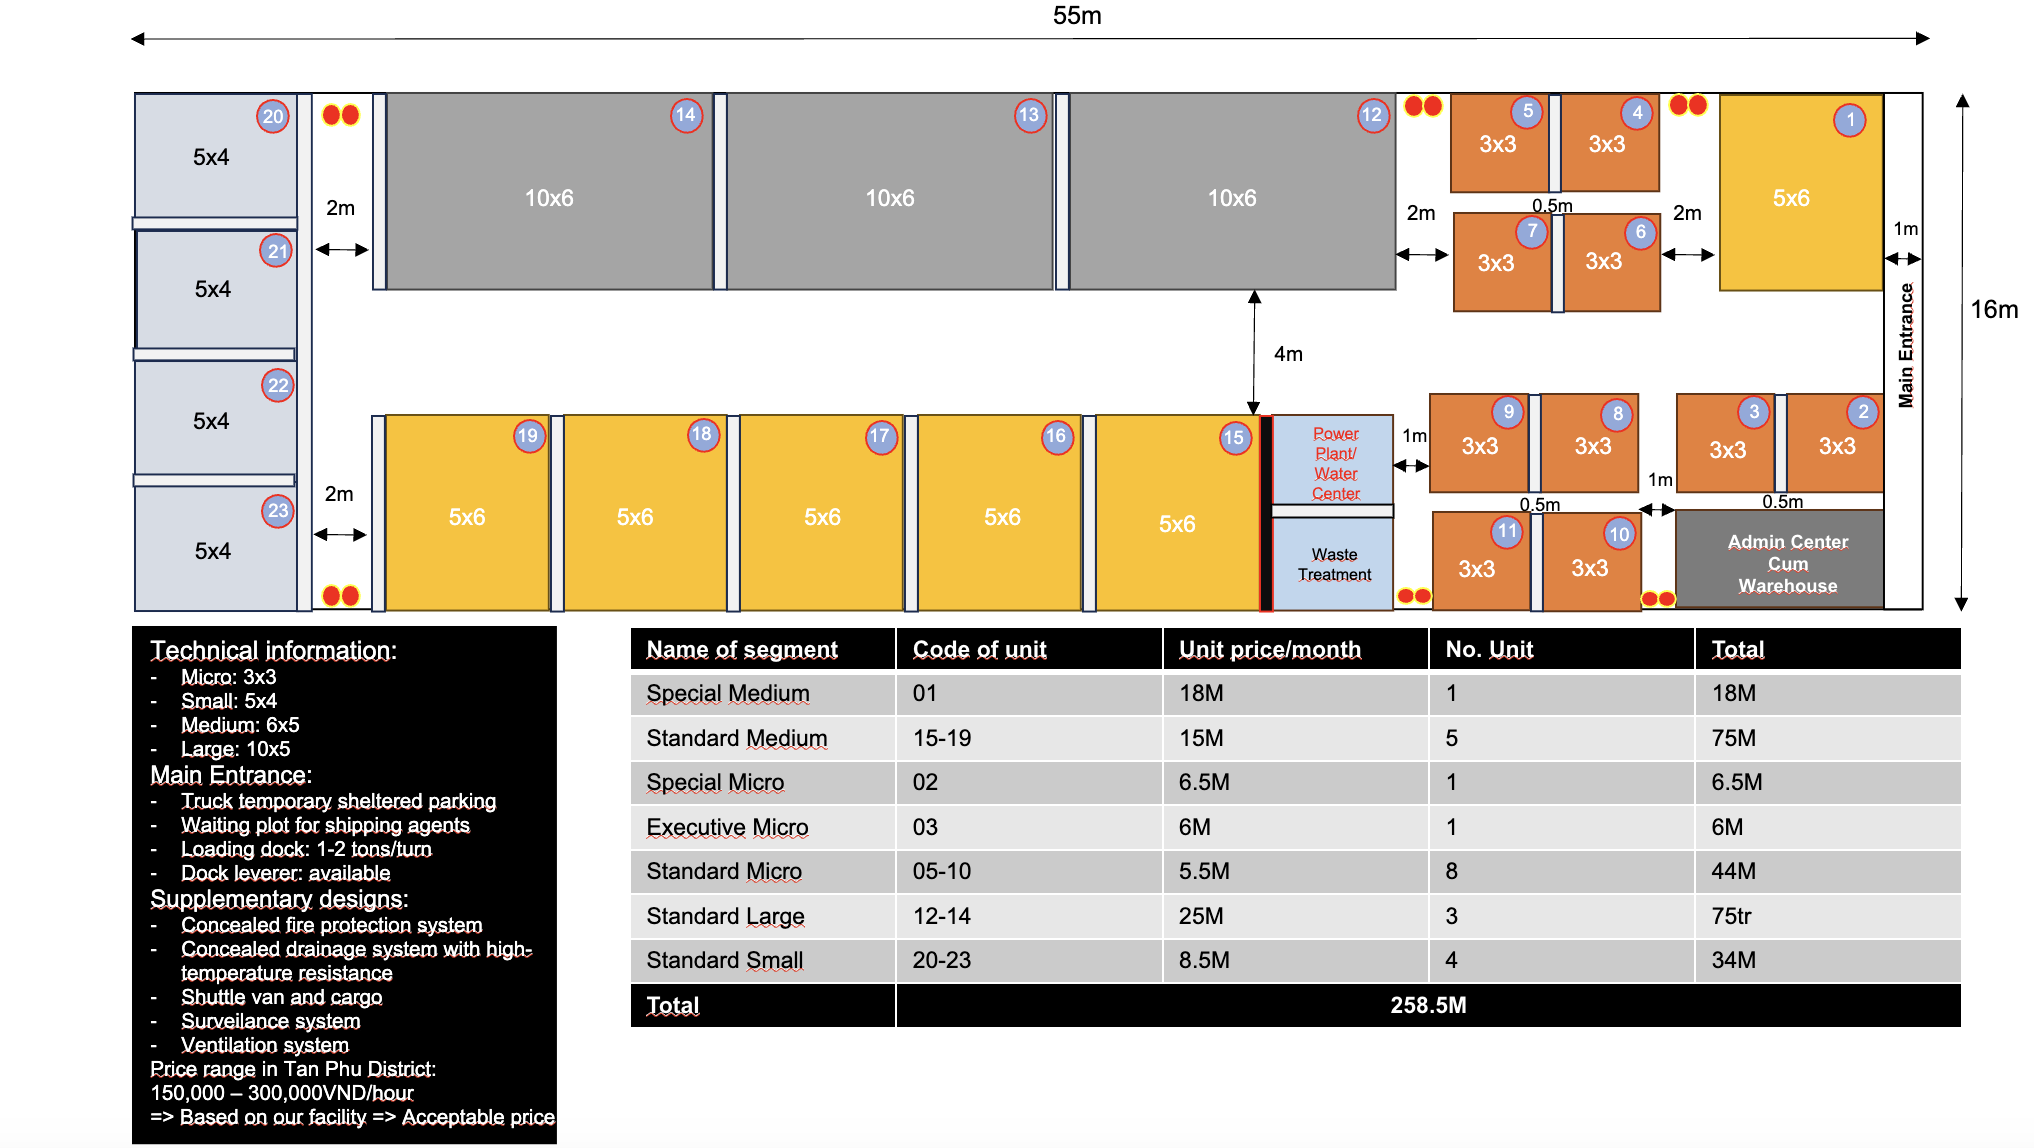 55m
20
5x4
21
5x4
22
5x4
23
5x4
2m
2m
14
10x6
13
10x6
12
10x6
2m
5
3x3
4
3x3
0.5m
7
3x3
6
3x3
2m
1
5x6
1m
Main Entrance
16m
4m
19
5x6
18
5x6
17
5x6
16
5x6
15
5x6
Power
Plant/
Water
Center
Waste
Treatment
1m
9
3x3
8
3x3
0.5m
11
3x3
10
3x3
1m
3
3x3
2
3x3
0.5m
Admin Center
Cum
Warehouse
Technical information:
- Micro: 3x3
- Small: 5x4
- Medium: 6x5
- Large: 10x5
Main Entrance:
- Truck temporary sheltered parking
- Waiting plot for shipping agents
- Loading dock: 1-2 tons/turn
- Dock leverer: available
Supplementary designs:
- Concealed fire protection system
- Concealed drainage system with high-
temperature resistance
- Shuttle van and cargo
- Surveilance system
- Ventilation system
Price range in Tan Phu District:
150,000 – 300,000VND/hour
=> Based on our facility => Acceptable price
Name of segment Code of unit Unit price/month No. Unit Total
Special Medium 01 18M 1 18M
Standard Medium 15-19 15M 5 75M
Special Micro 02 6.5M 1 6.5M
Executive Micro 03 6M 1 6M
Standard Micro 05-10 5.5M 8 44M
Standard Large 12-14 25M 3 75tr
Standard Small 20-23 8.5M 4 34M
Total 258.5M